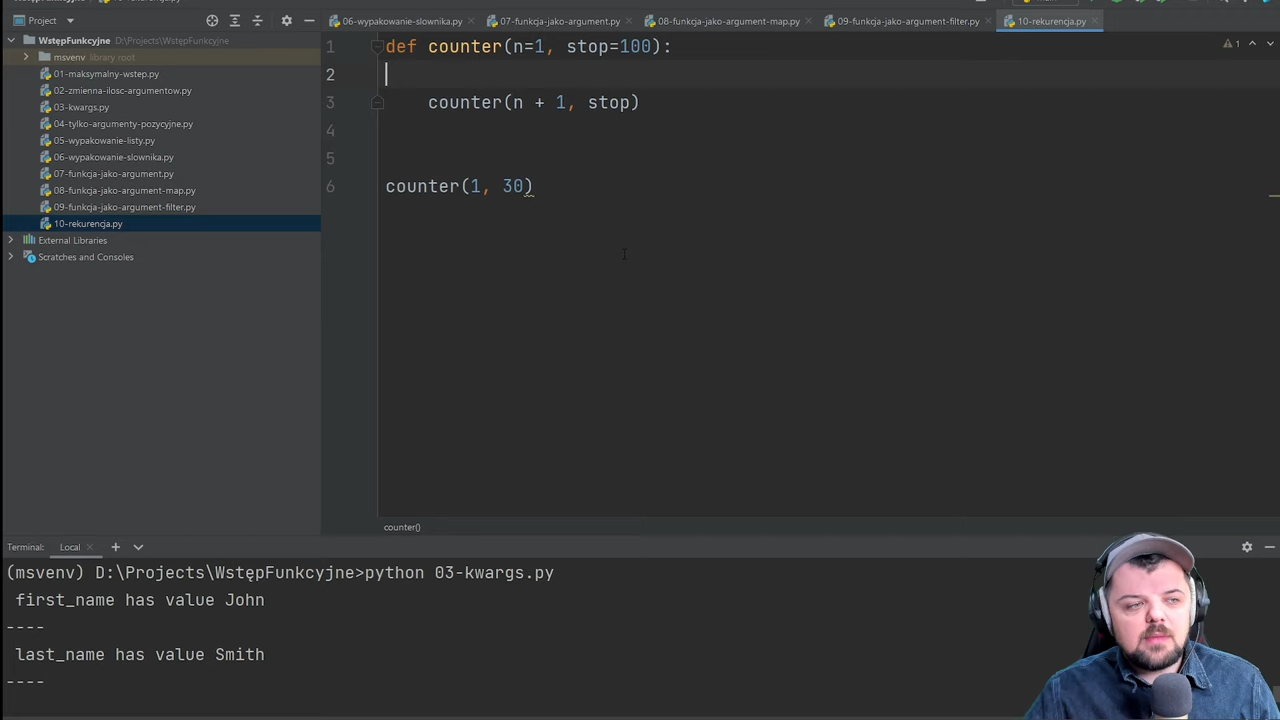 Project
06-wypakowanie-slownika.py
07-funkcja-jako-argument.py
08-funkcja-jako-argument-map.py
09-funkcja-jako-argument-filter.py
10-rekurencja.py
WstępFunkcyjne D:\Projects\WstępFunkcyjne
msvenv library root
01-maksymalny-wstep.py
02-zmienna-ilosc-argumentow.py
03-kwargs.py
04-tylko-argumenty-pozycyjne.py
05-wypakowanie-listy.py
06-wypakowanie-slownika.py
07-funkcja-jako-argument.py
08-funkcja-jako-argument-map.py
09-funkcja-jako-argument-filter.py
10-rekurencja.py
External Libraries
Scratches and Consoles
1 def counter(n=1, stop=100):
2
3 counter(n + 1, stop)
4
5
6 counter(1, 30)
1
counter()
Terminal: Local
(msvenv) D:\Projects\WstępFunkcyjne>python 03-kwargs.py
first_name has value John
----
last_name has value Smith
----